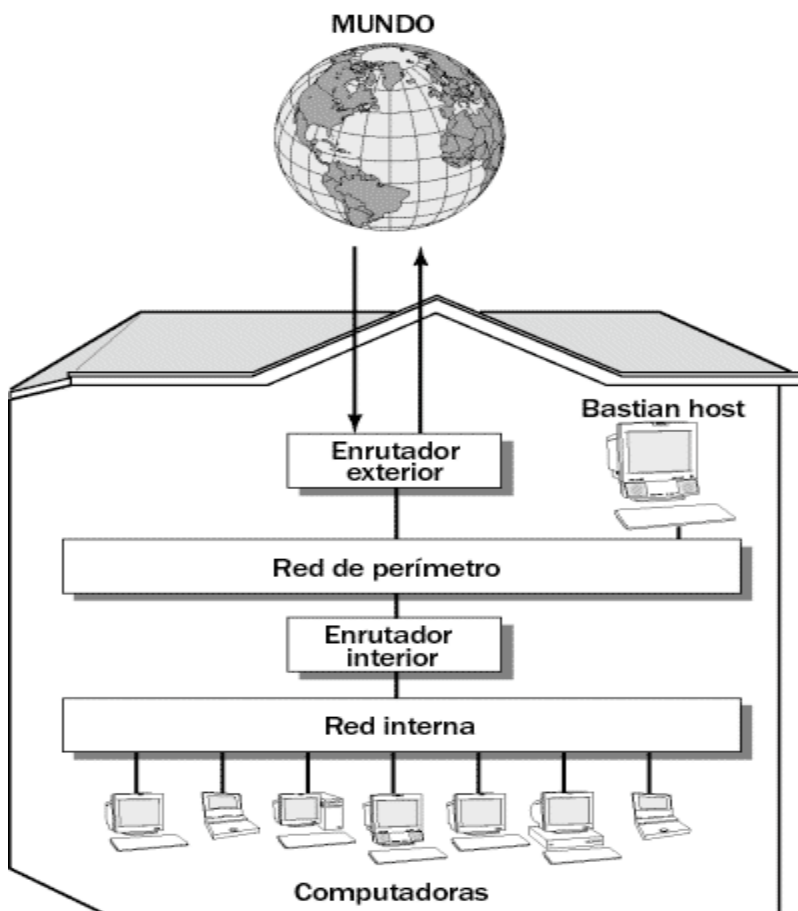 MUNDO
Bastian host
Enrutador
exterior
Red de perímetro
Enrutador
interior
Red interna
Computadoras